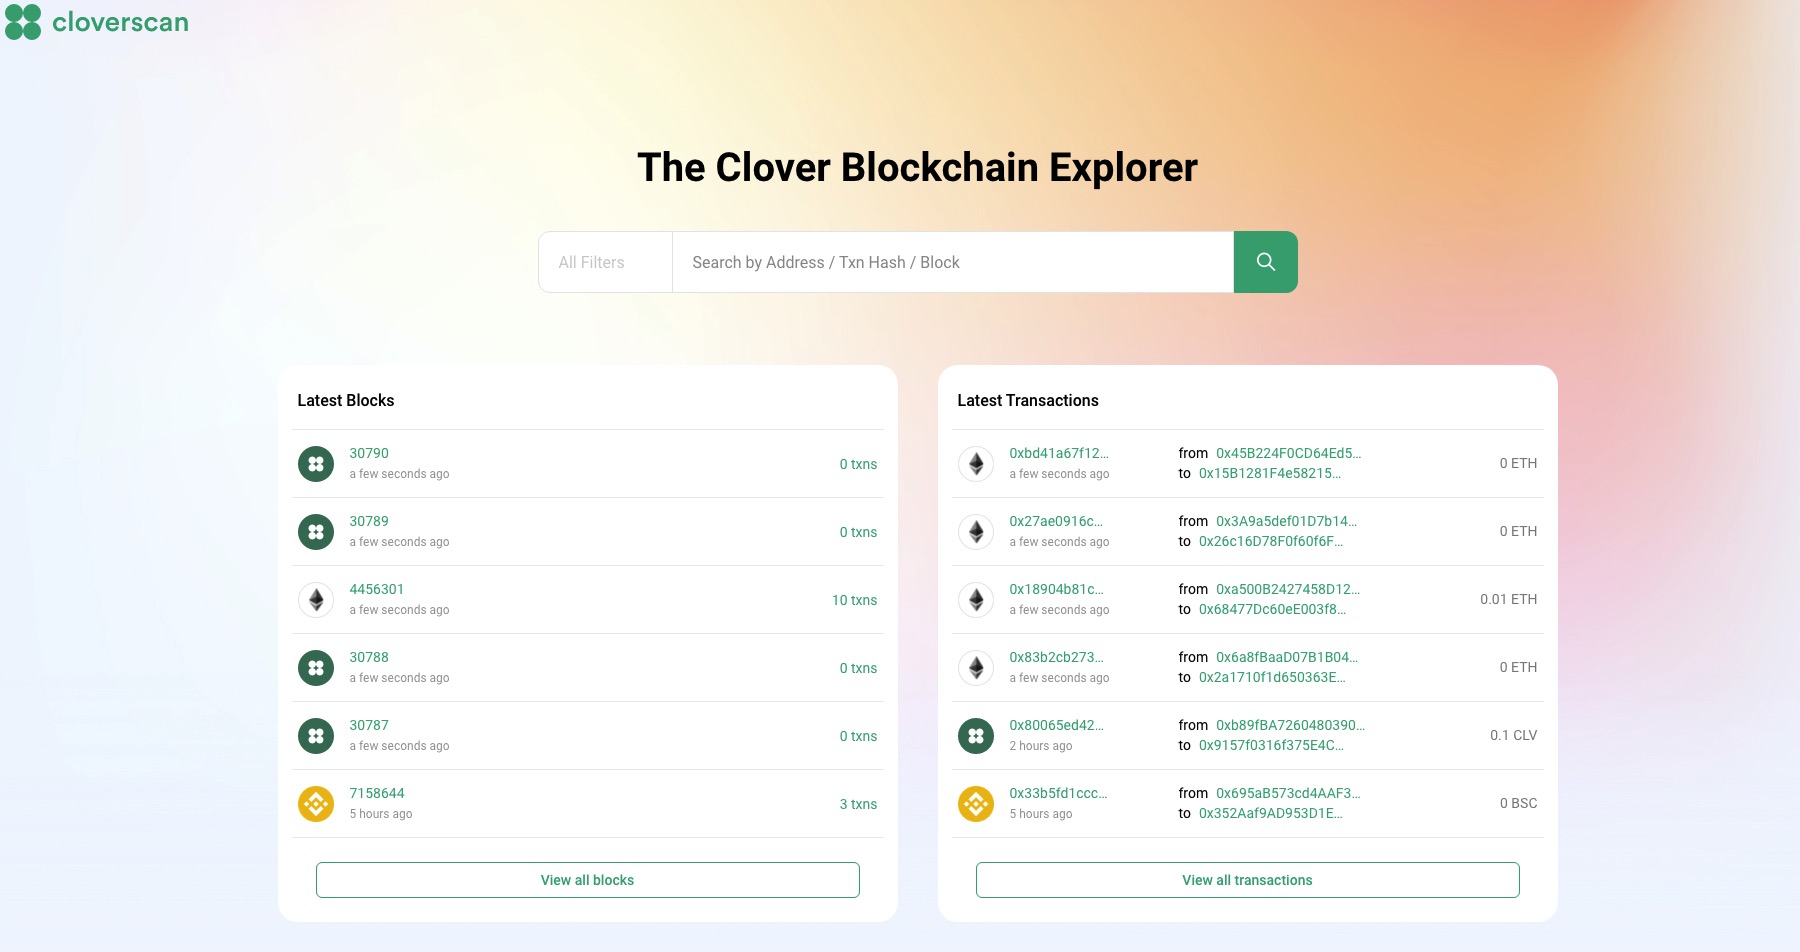 cloverscan
The Clover Blockchain Explorer
All Filters
Search by Address / Txn Hash / Block
Latest Blocks
30790
a few seconds ago
0 txns
30789
a few seconds ago
0 txns
4456301
a few seconds ago
10 txns
30788
a few seconds ago
0 txns
30787
a few seconds ago
0 txns
7158644
5 hours ago
3 txns
View all blocks
Latest Transactions
0xbd41a67f12...
a few seconds ago
from 0x45B224F0CD64Ed5...
to 0x15B1281F4e58215...
0 ETH
0x27ae0916c...
a few seconds ago
from 0x3A9a5def01D7b14...
to 0x26c16D78F0f60f6F...
0 ETH
0x18904b81c...
a few seconds ago
from 0xa500B2427458D12...
to 0x68477Dc60eE003f8...
0.01 ETH
0x83b2cb273...
a few seconds ago
from 0x6a8fBaaD07B1B04...
to 0x2a1710f1d650363E...
0 ETH
0x80065ed42...
2 hours ago
from 0xb89fBA7260480390...
to 0x9157f0316f375E4C...
0.1 CLV
0x33b5fd1ccc...
5 hours ago
from 0x695aB573cd4AAF3...
to 0x352Aaf9AD953D1E...
0 BSC
View all transactions